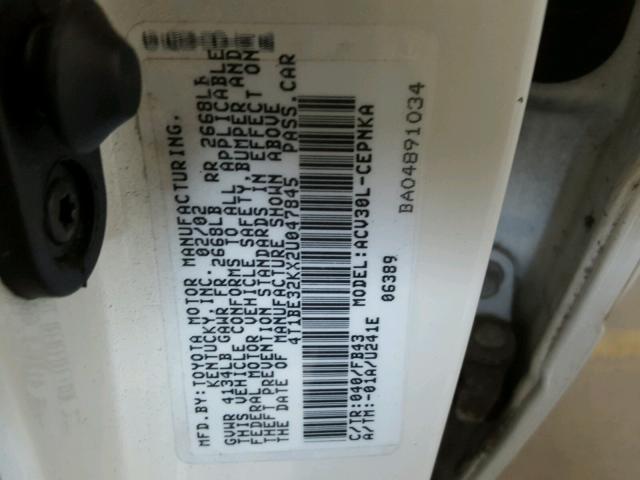 MFD.BY:TOYOTA MOTOR MANUFACTURING.
KENTUCKY INC. 02/02
GVWR 4134LB GAWR FR 2668LB RR 2668LB
THIS VEHICLE CONFORMS TO ALL APPLICABLE
FEDERAL MOTOR VEHICLE SAFETY,BUMPER AND
THEFT PREVENTION STANDARDS IN EFFECT ON
THE DATE OF MANUFACTURE SHOWN ABOVE
4T1BE32KX2U047845 PASS.CAR
C/TR:040/FB43 MODEL:ACV30L-CEPNKA
A/TM:-01A/U241E 06389
BA04891034